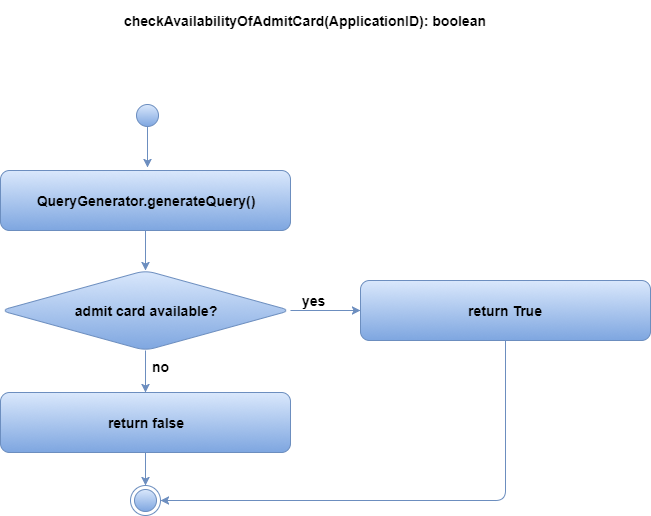 checkAvailabilityOfAdmitCard(ApplicationID): boolean
QueryGenerator.generateQuery()
admit card available?
yes
return True
no
return false